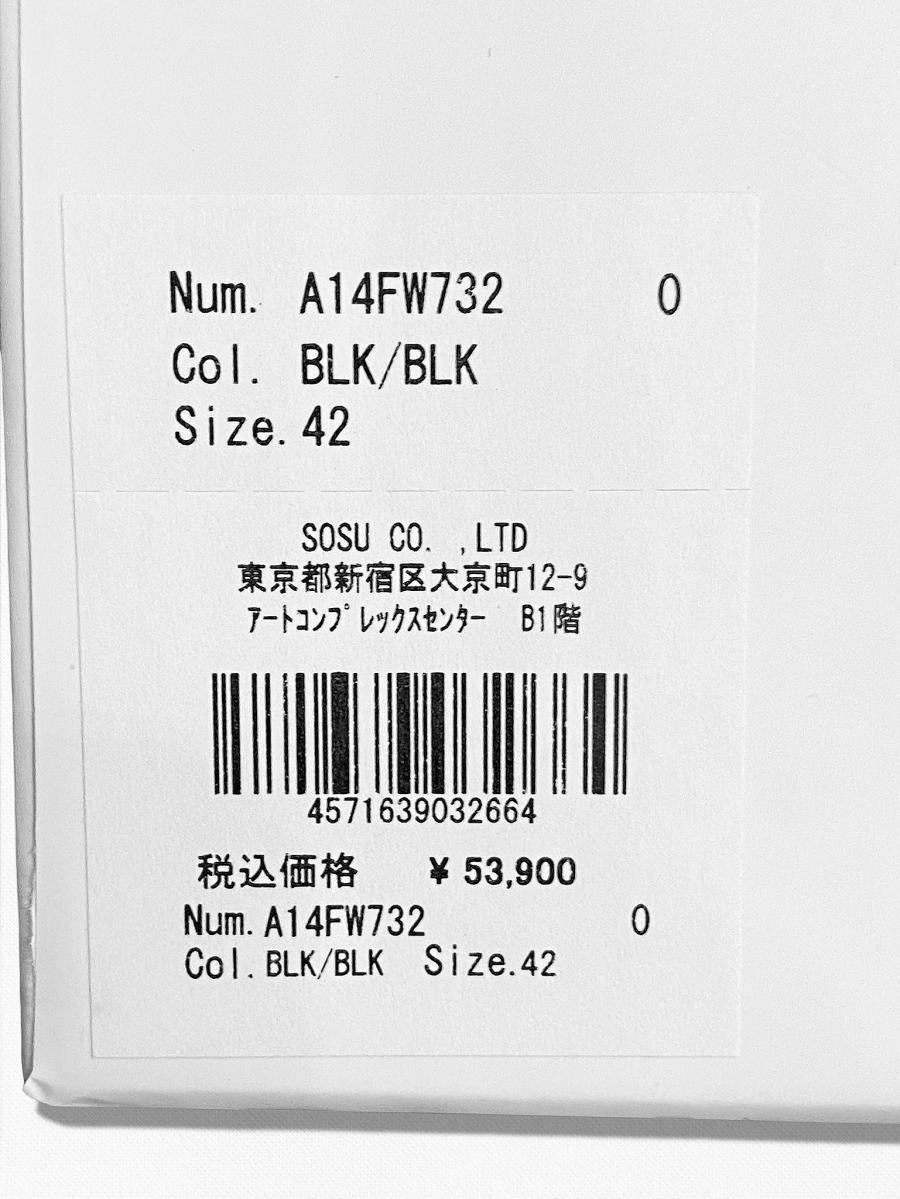 Num. A14FW732 0
Col. BLK/BLK
Size. 42
SOSU CO. ,LTD
東京都新宿区大京町12-9
ｱｰﾄｺﾝﾌﾟﾚｯｸｽｾﾝﾀｰ B1階
4571639032664
税込価格 ¥ 53,900
Num. A14FW732 0
Col. BLK/BLK Size. 42